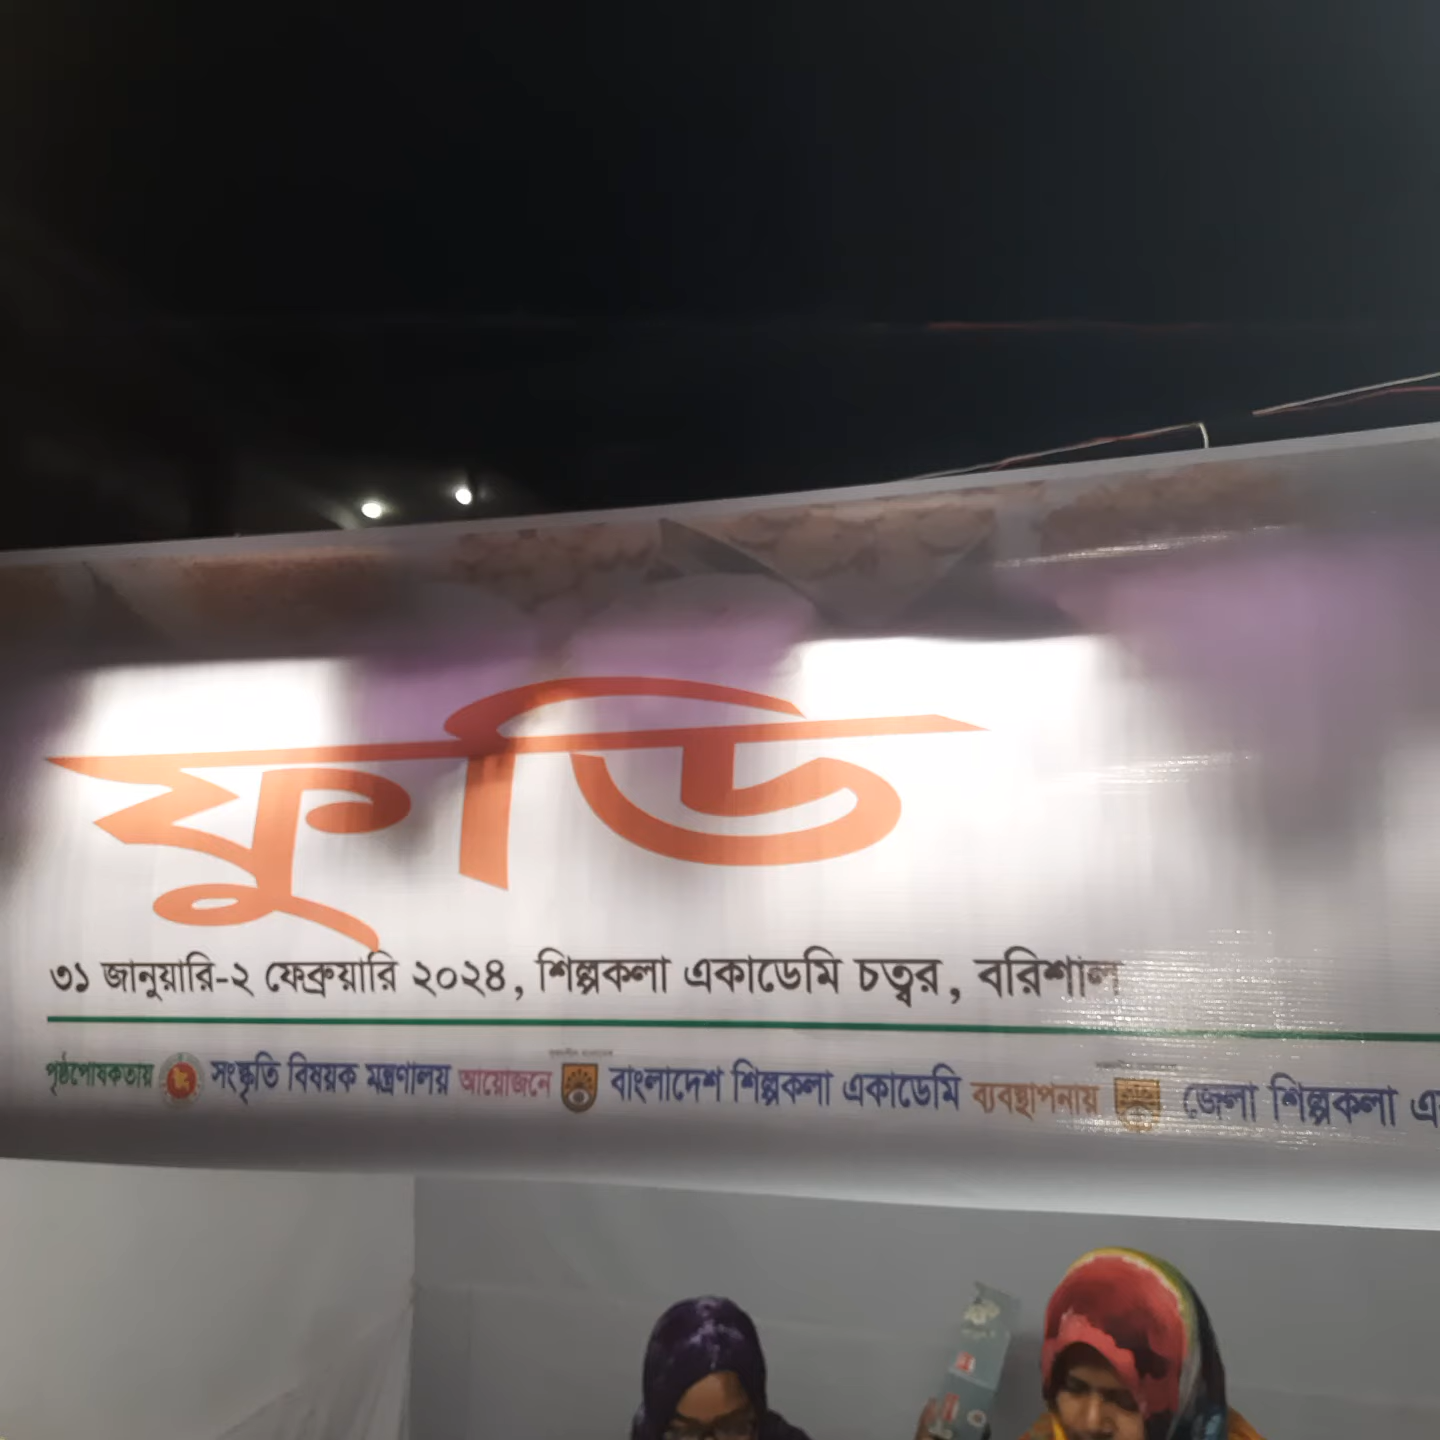 ফুডি
৩১ জানুয়ারি-২ ফেব্রুয়ারি ২০২৪, শিল্পকলা একাডেমি চত্বর, বরিশাল
পৃষ্ঠপোষকতায় সংস্কৃতি বিষয়ক মন্ত্রণালয় আয়োজনে বাংলাদেশ শিল্পকলা একাডেমি ব্যবস্থাপনায় জেলা শিল্পকলা